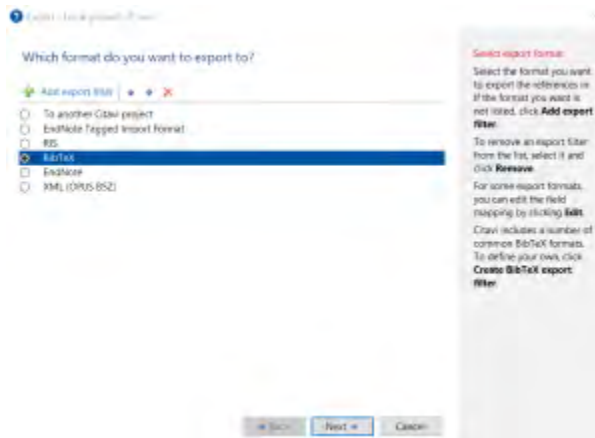 Which format do you want to export to?
Add export filter
To another Citavi project
EndNote Tagged Import Format
RIS
BibTeX
EndNote
XML (OPUS BSZ)
Back
Next
Cancel
Select export format
Select the format you want
to export the references in.
If the format you want is
not listed, click Add export
filter.
To remove an export filter
from the list, select it and
click Remove.
For some export formats,
you can edit the field
mapping by clicking Edit.
Citavi includes a number of
common BibTeX formats.
To define your own, click
Create BibTeX export
filter.